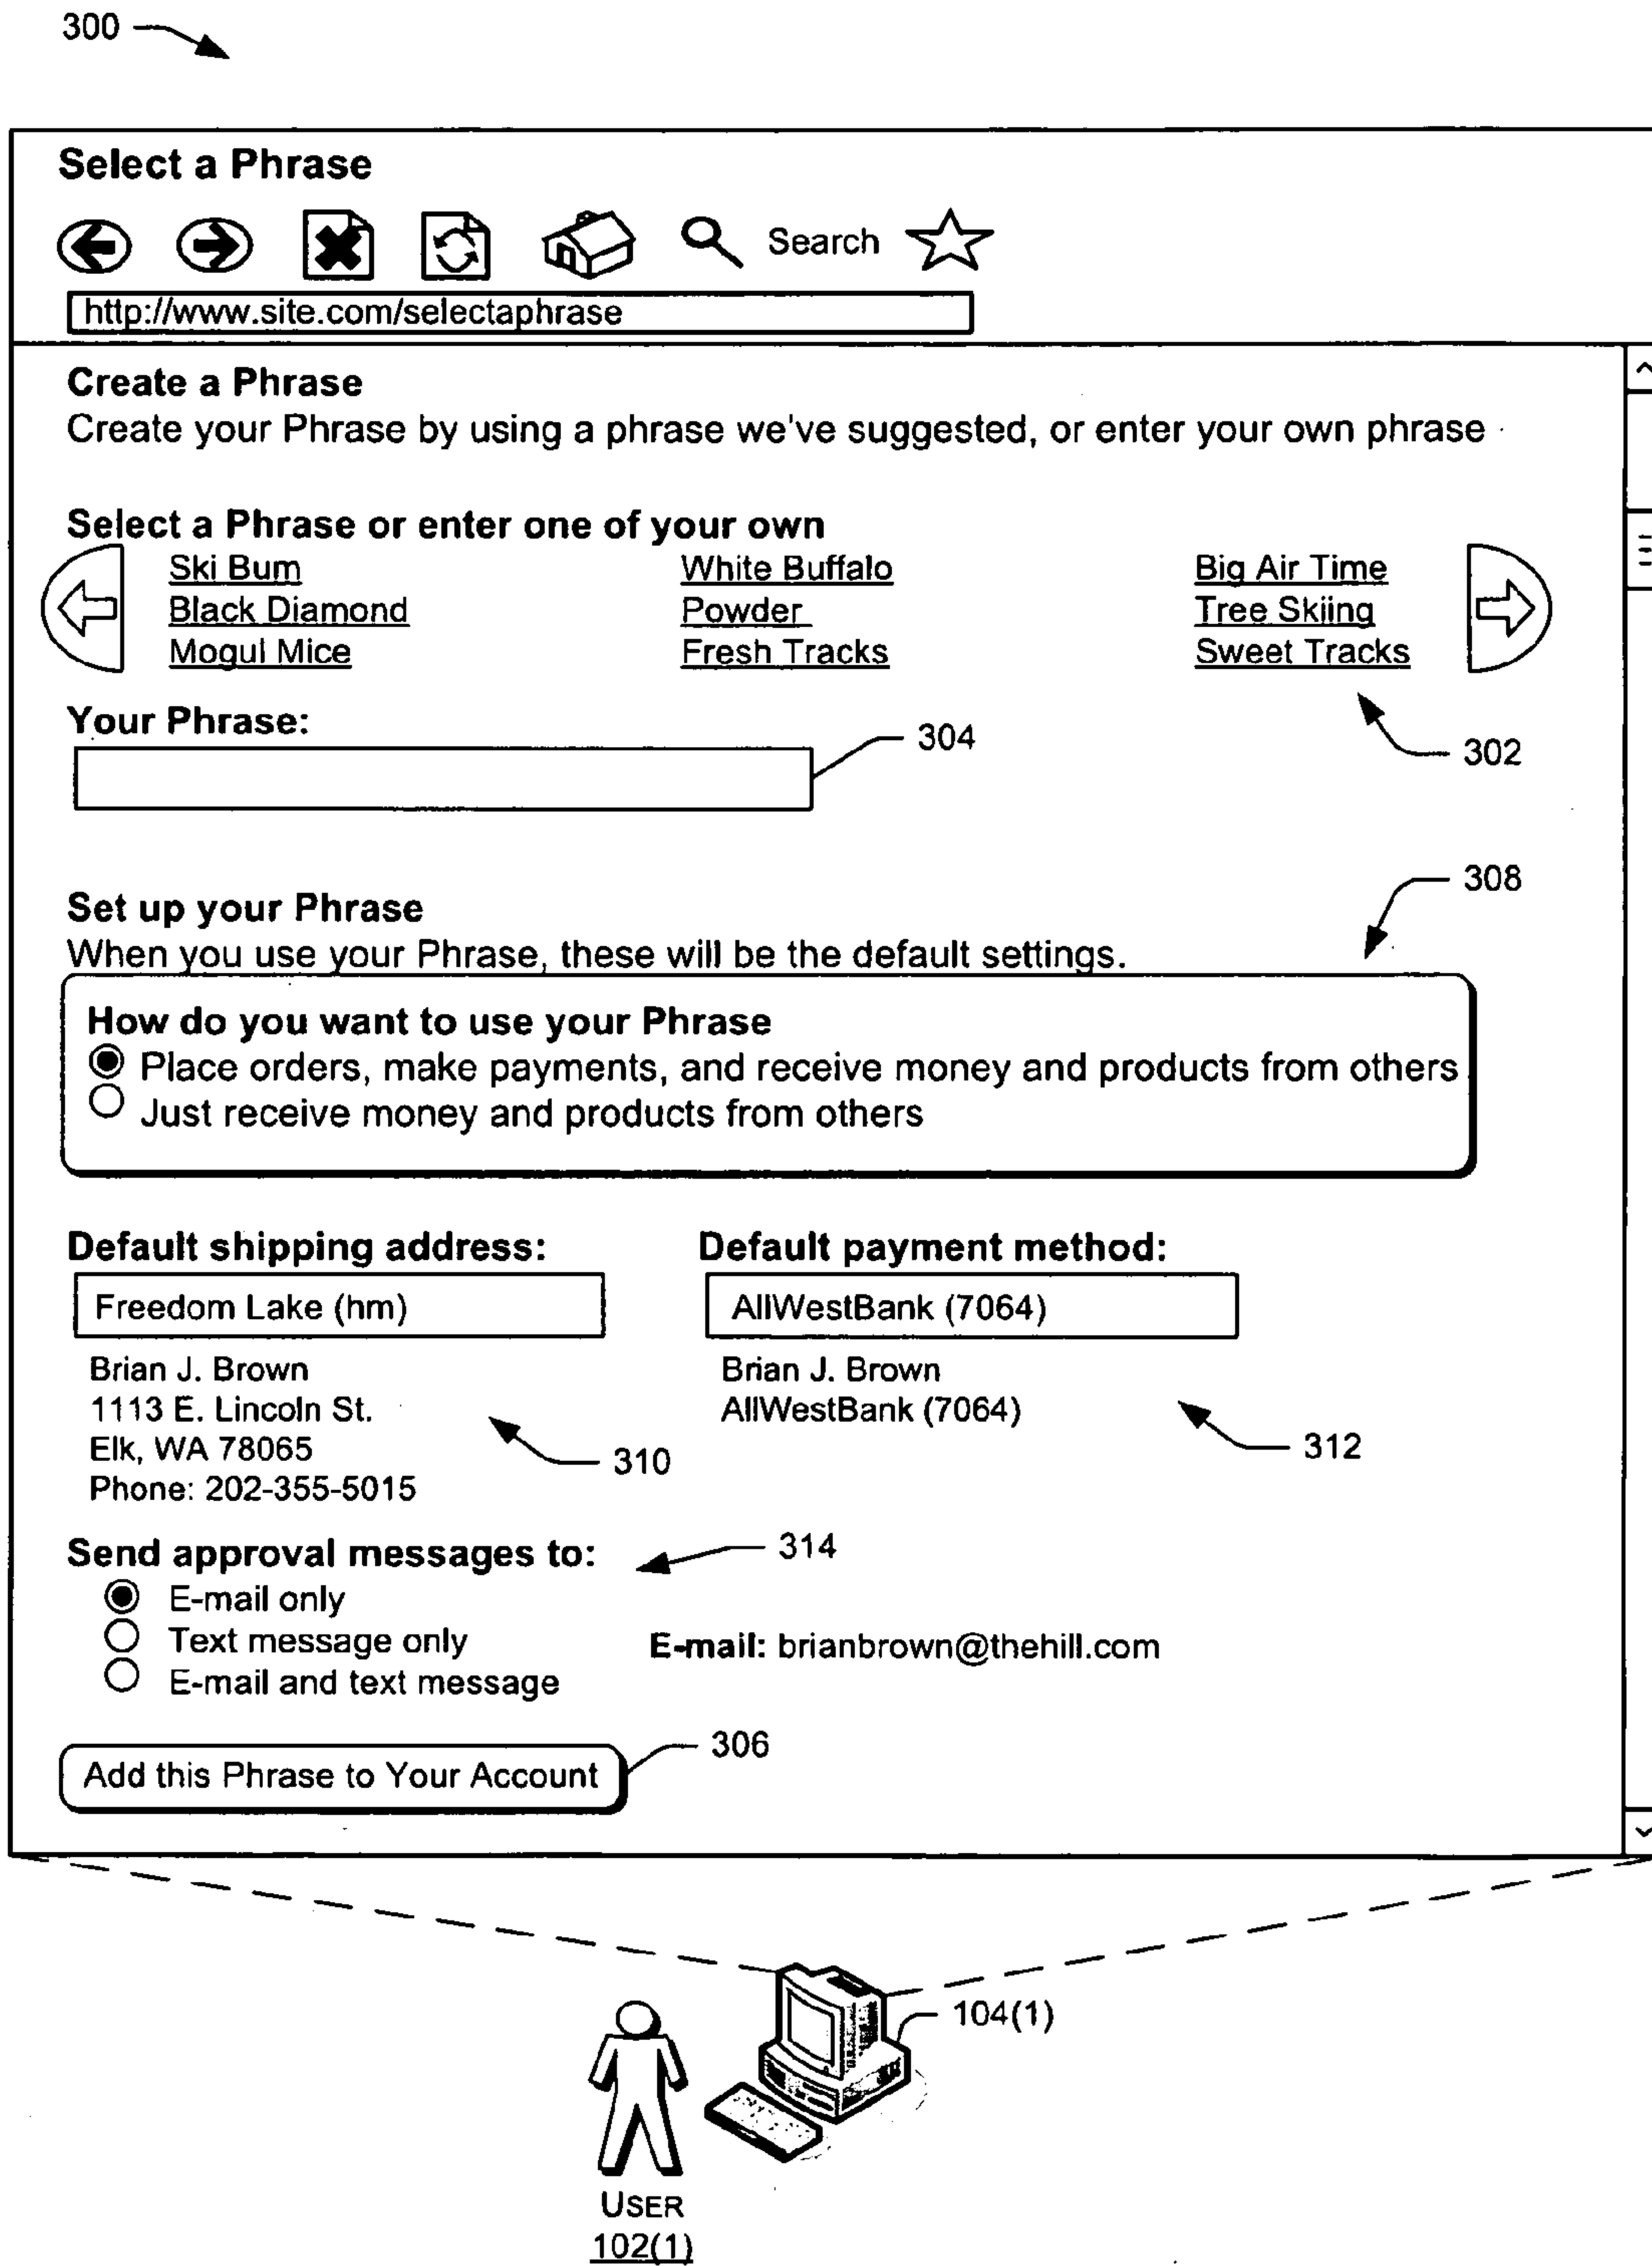 300
Select a Phrase
Search
http://www.site.com/selectaphrase
Create a Phrase
Create your Phrase by using a phrase we've suggested, or enter your own phrase
Select a Phrase or enter one of your own
Ski Bum White Buffalo Big Air Time
Black Diamond Powder Tree Skiing
Mogul Mice Fresh Tracks Sweet Tracks
Your Phrase:
304
302
308
Set up your Phrase
When you use your Phrase, these will be the default settings.
How do you want to use your Phrase
Place orders, make payments, and receive money and products from others
Just receive money and products from others
Default shipping address: Default payment method:
Freedom Lake (hm) AllWestBank (7064)
Brian J. Brown Brian J. Brown
1113 E. Lincoln St. AllWestBank (7064)
Elk, WA 78065
310 312
Phone: 202-355-5015
Send approval messages to: 314
E-mail only
Text message only E-mail: brianbrown@thehill.com
E-mail and text message
306
Add this Phrase to Your Account
104(1)
USER
102(1)